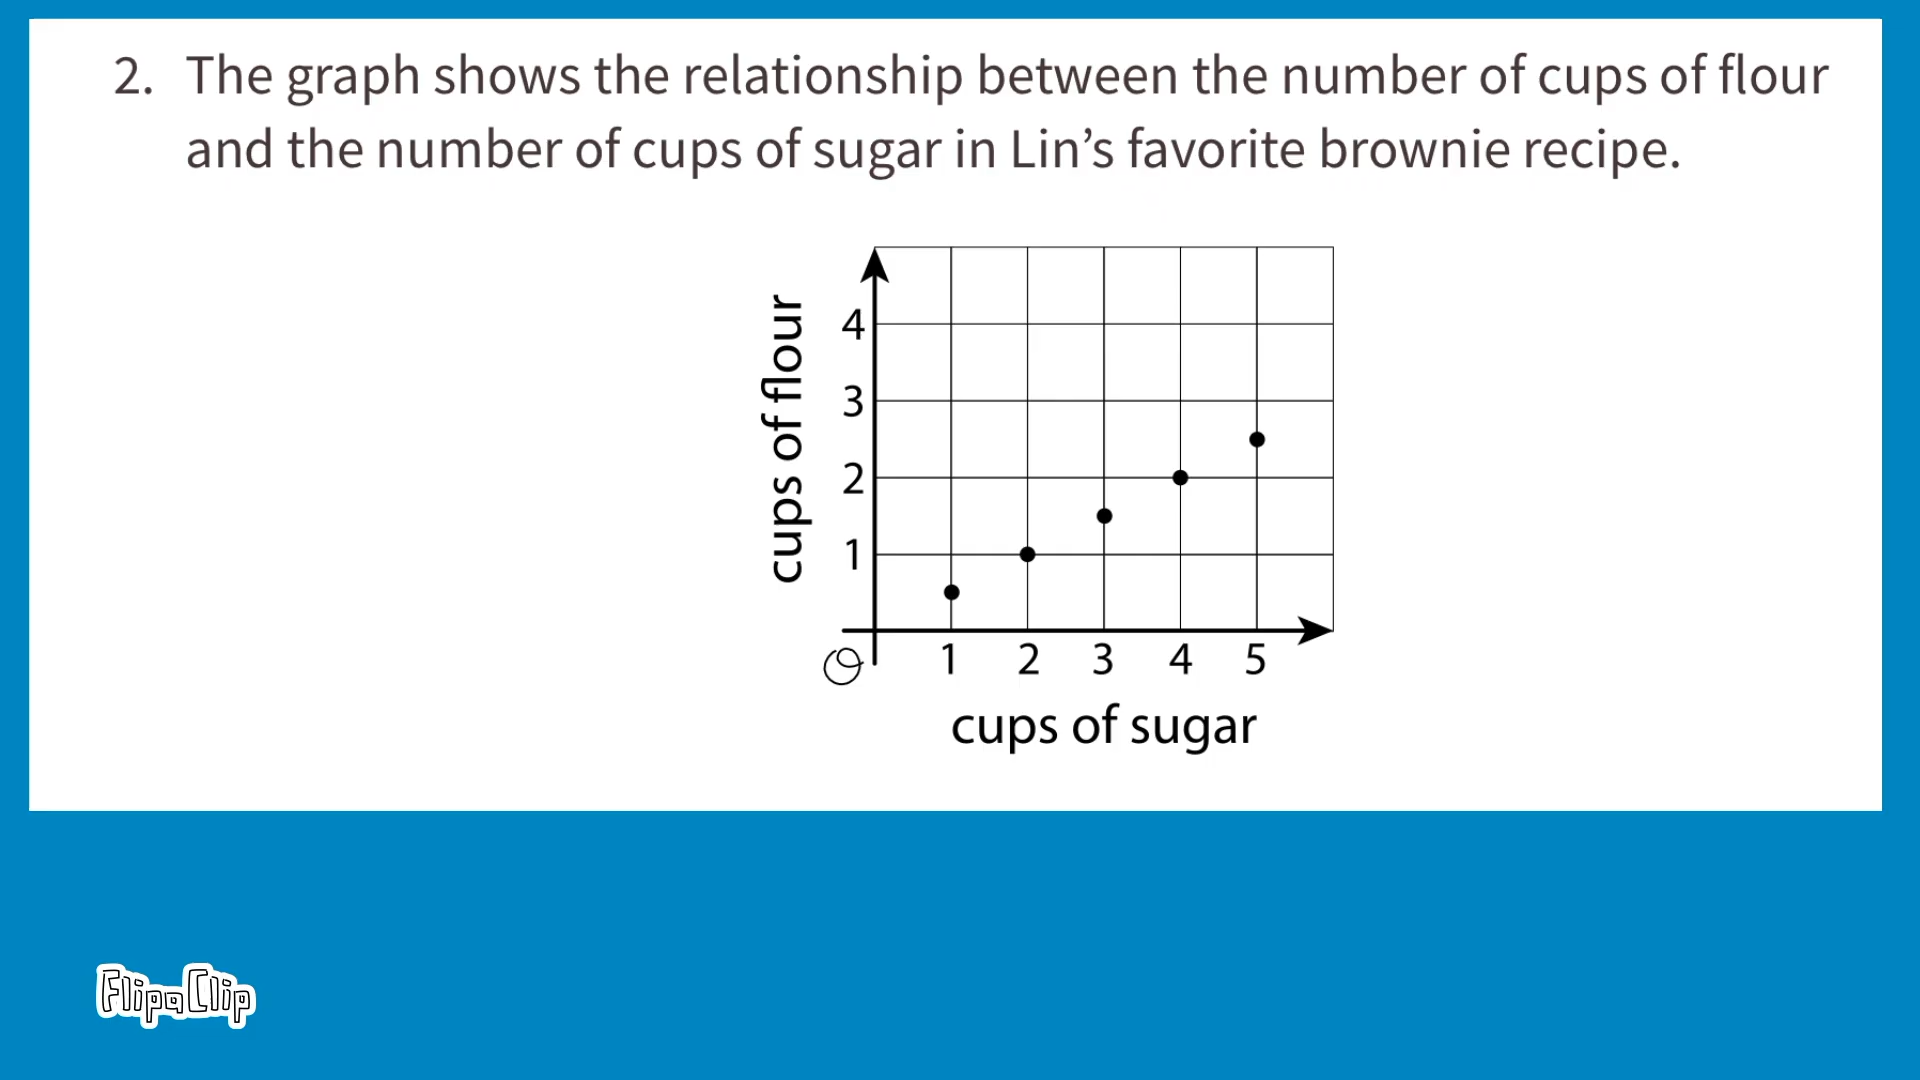 2. The graph shows the relationship between the number of cups of flour
and the number of cups of sugar in Lin’s favorite brownie recipe.
cups of flour
4
3
2
1
O
1 2 3 4 5
cups of sugar
FlipaClip